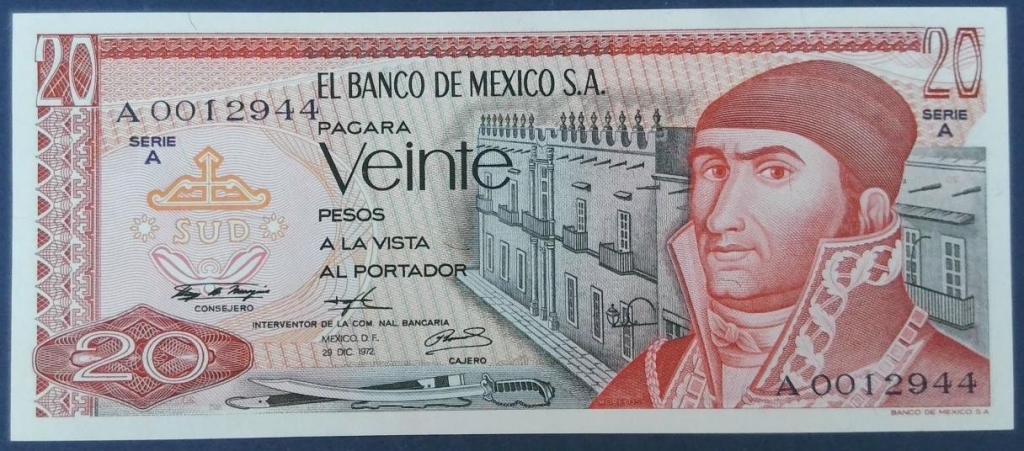 20
20
EL BANCO DE MEXICO S.A.
A 0012944
SERIE
A
SERIE
A
PAGARA
Veinte
PESOS
A LA VISTA
AL PORTADOR
SUD
CONSEJERO
INTERVENTOR DE LA COM. NAL. BANCARIA
MEXICO, D. F.
29 DIC. 1972
CAJERO
20
A 0012944
BANCO DE MEXICO S A